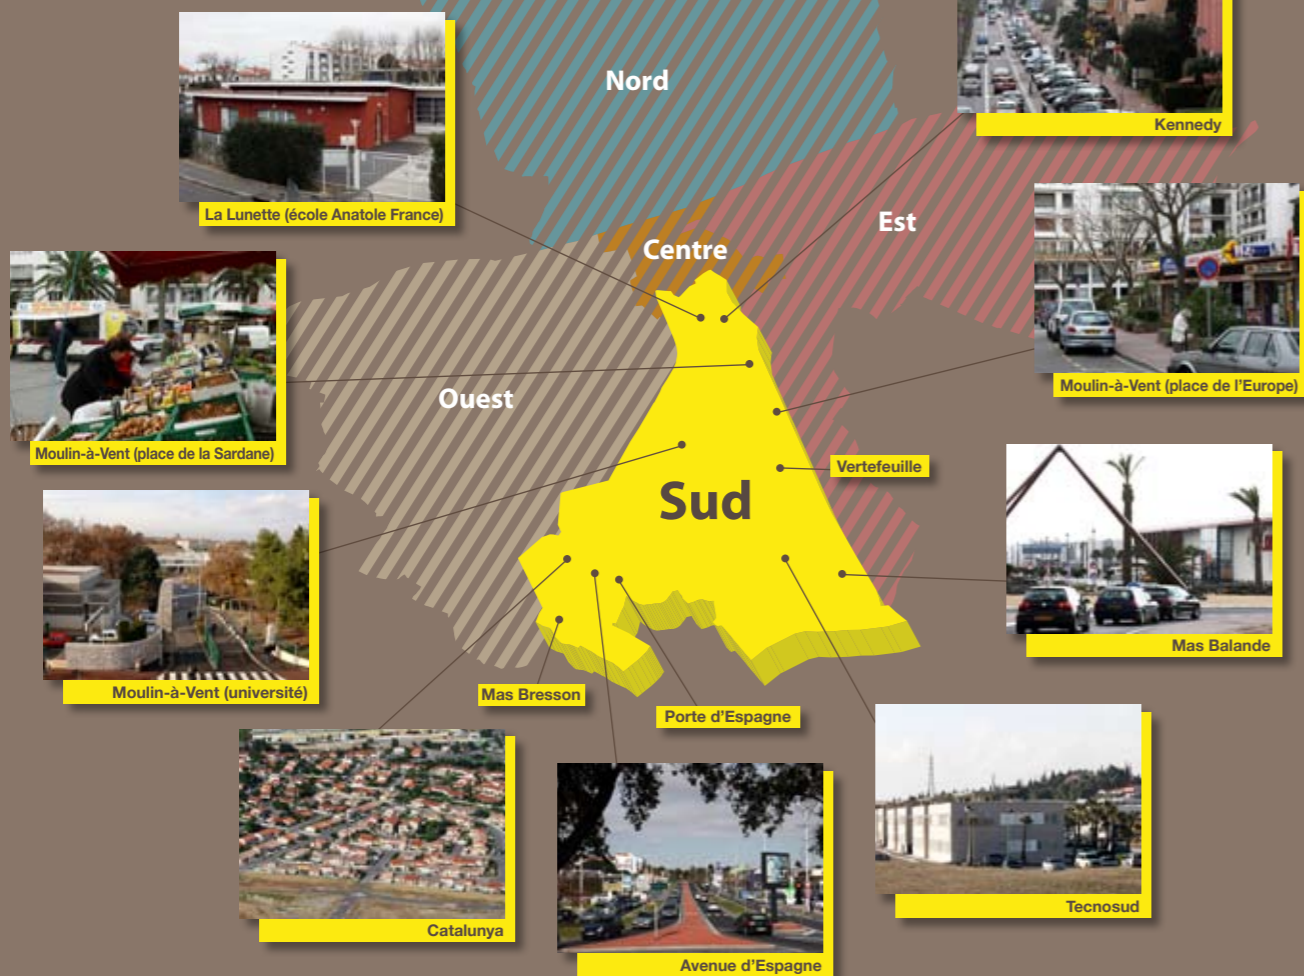 Nord
Kennedy
La Lunette (école Anatole France)
Est
Centre
Moulin-à-Vent (place de l'Europe)
Ouest
Moulin-à-Vent (place de la Sardane)
Vertefeuille
Sud
Mas Balande
Moulin-à-Vent (université)
Mas Bresson
Porte d'Espagne
Tecnosud
Catalunya
Avenue d'Espagne